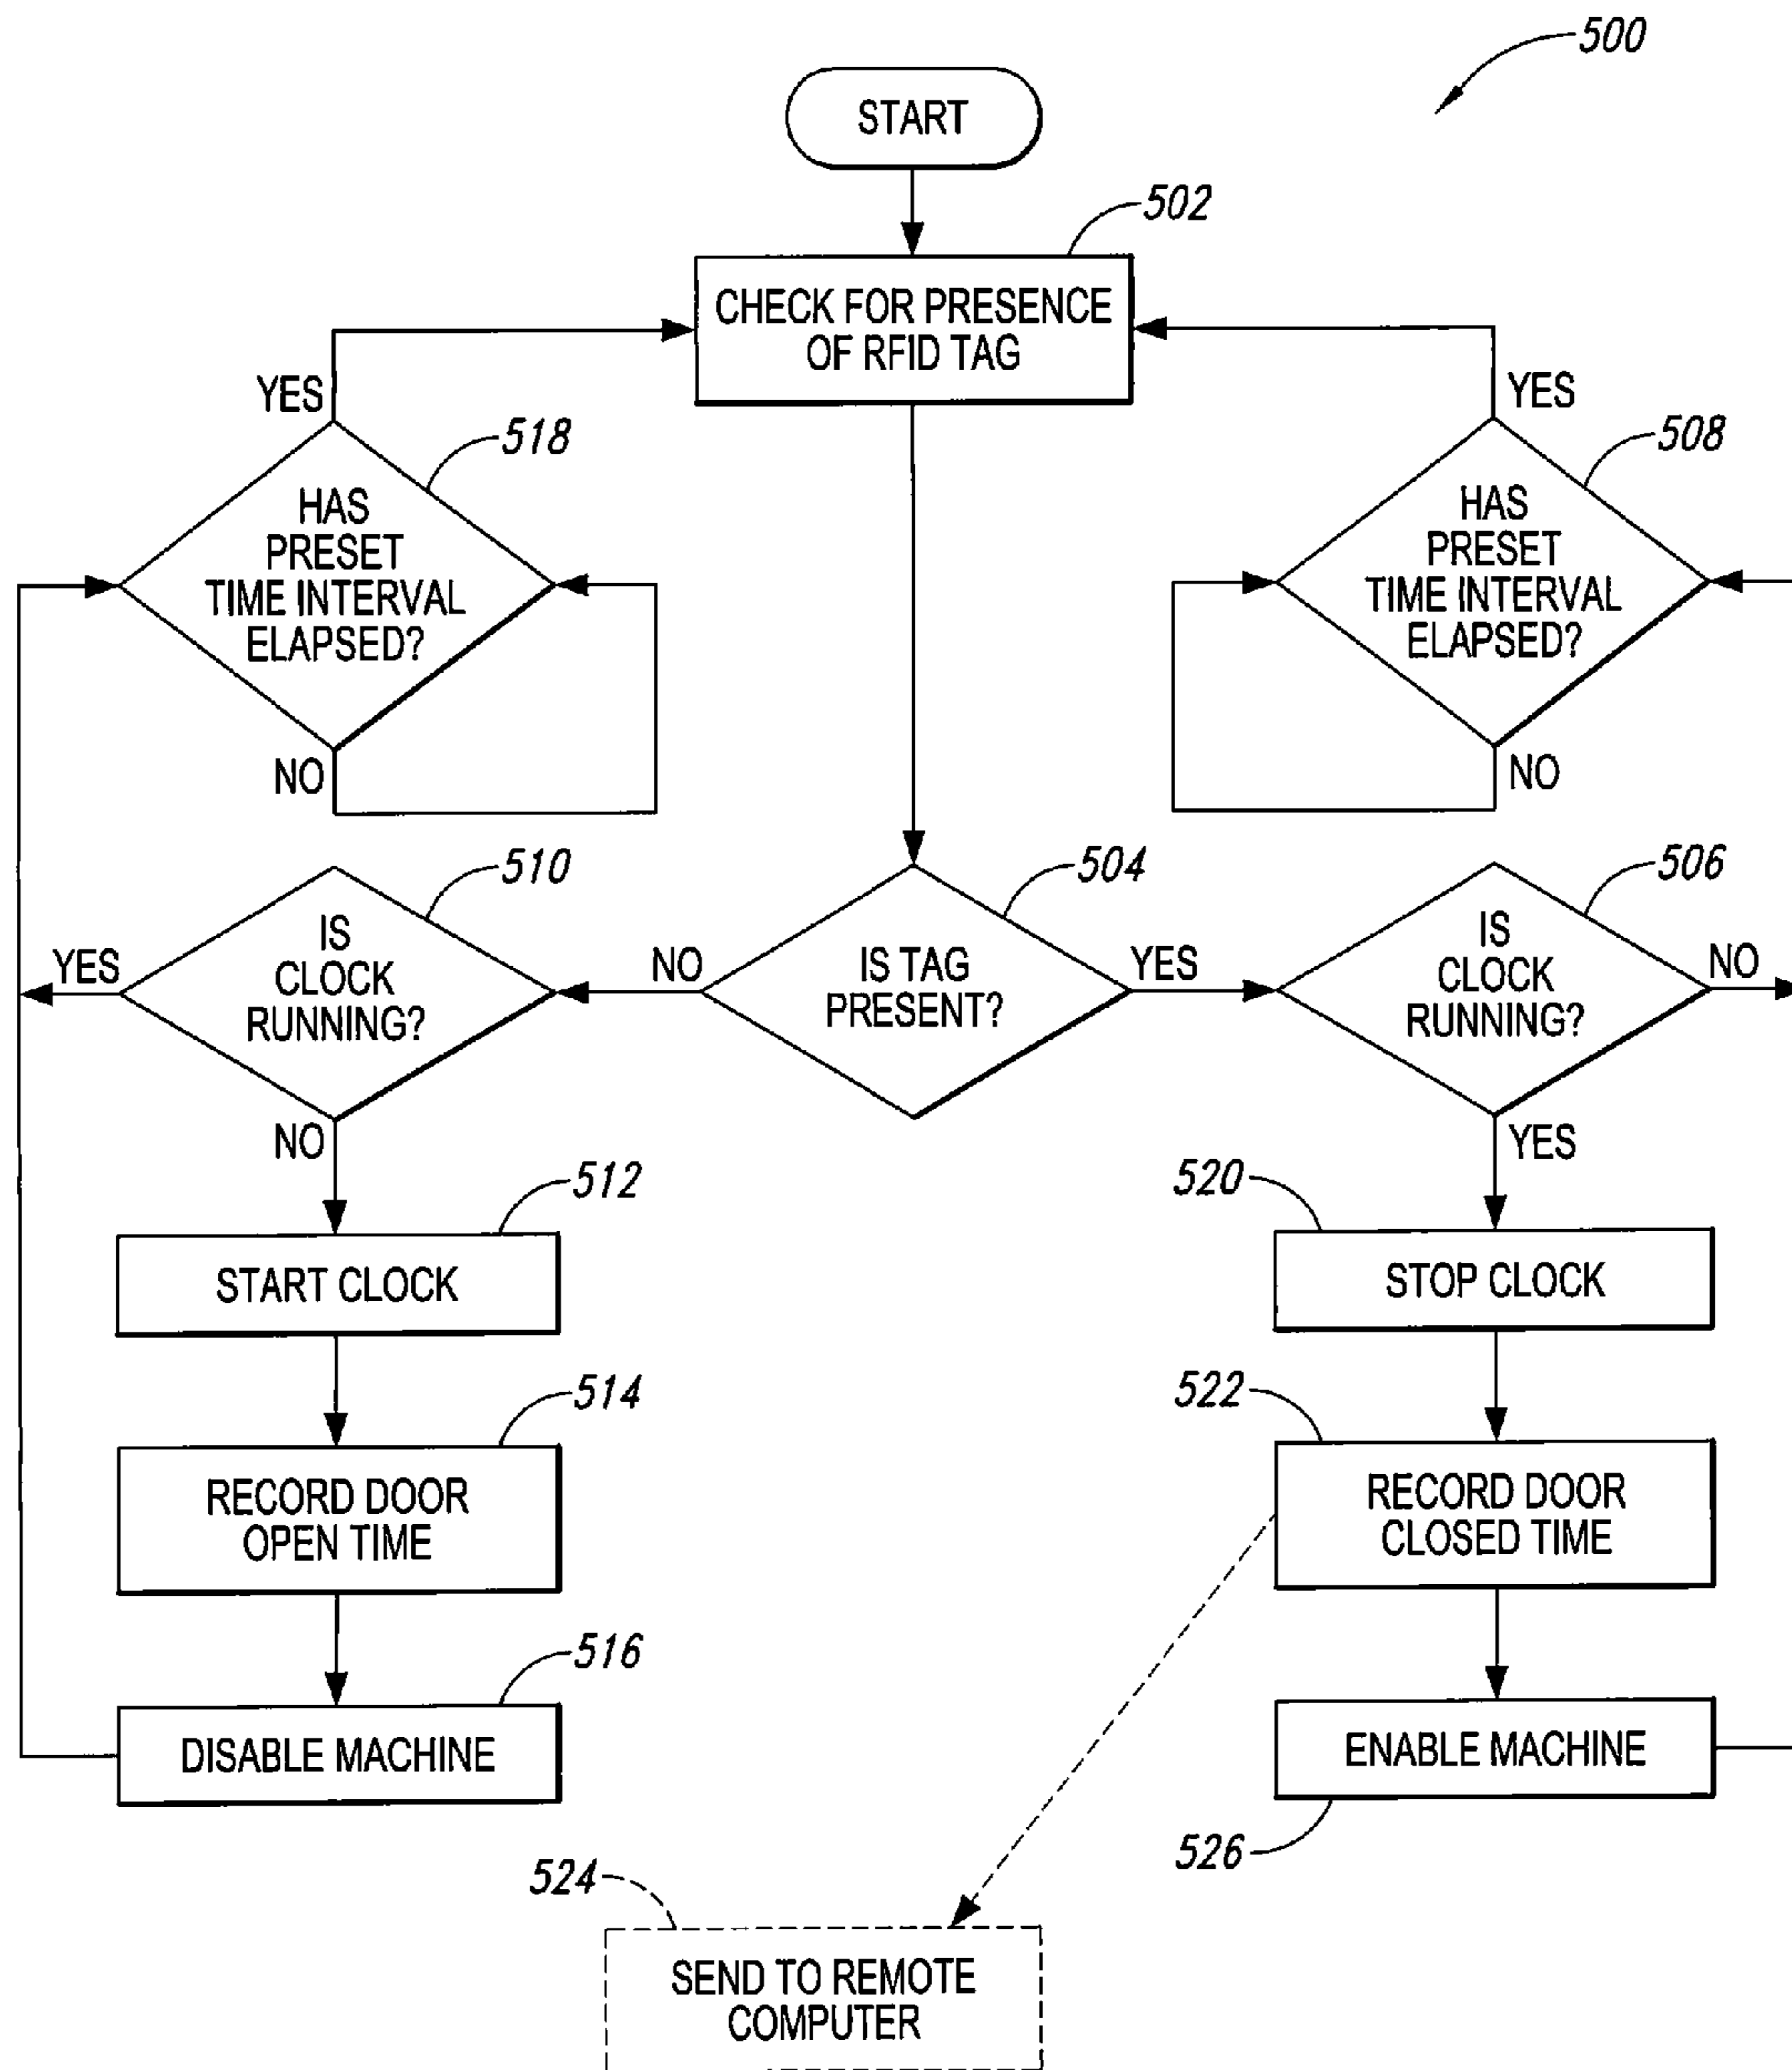 500
START
502
CHECK FOR PRESENCE
OF RFID TAG
YES
YES
518
508
HAS
PRESET
TIME INTERVAL
ELAPSED?
HAS
PRESET
TIME INTERVAL
ELAPSED?
NO
NO
510
504
506
IS
CLOCK
RUNNING?
YES
NO
IS TAG
PRESENT?
YES
IS
CLOCK
RUNNING?
NO
NO
YES
512
520
START CLOCK
STOP CLOCK
514
522
RECORD DOOR
OPEN TIME
RECORD DOOR
CLOSED TIME
516
DISABLE MACHINE
ENABLE MACHINE
526
524
SEND TO REMOTE
COMPUTER